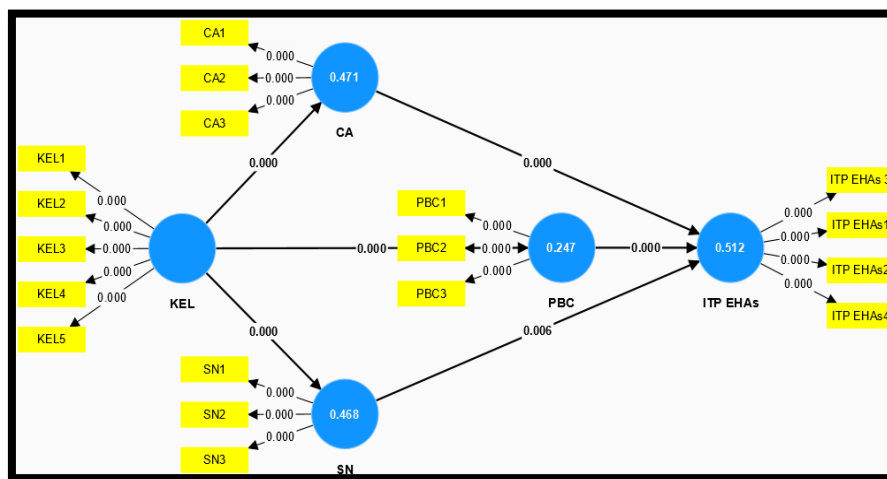 CA1
0.000
CA2
0.000
0.471
CA3
0.000
CA
KEL1
0.000
0.000
0.000
KEL2
0.000
KEL3
0.000
KEL4
0.000
KEL5
0.000
KEL
0.000
PBC1
0.000
PBC2
0.000
0.247
PBC3
0.000
PBC
0.000
0.512
ITP EHAs
ITP EHAs 3
0.000
ITP EHAs1
0.000
ITP EHAs2
0.000
ITP EHAs4
0.000
0.000
0.006
SN1
0.000
SN2
0.000
0.468
SN3
0.000
SN